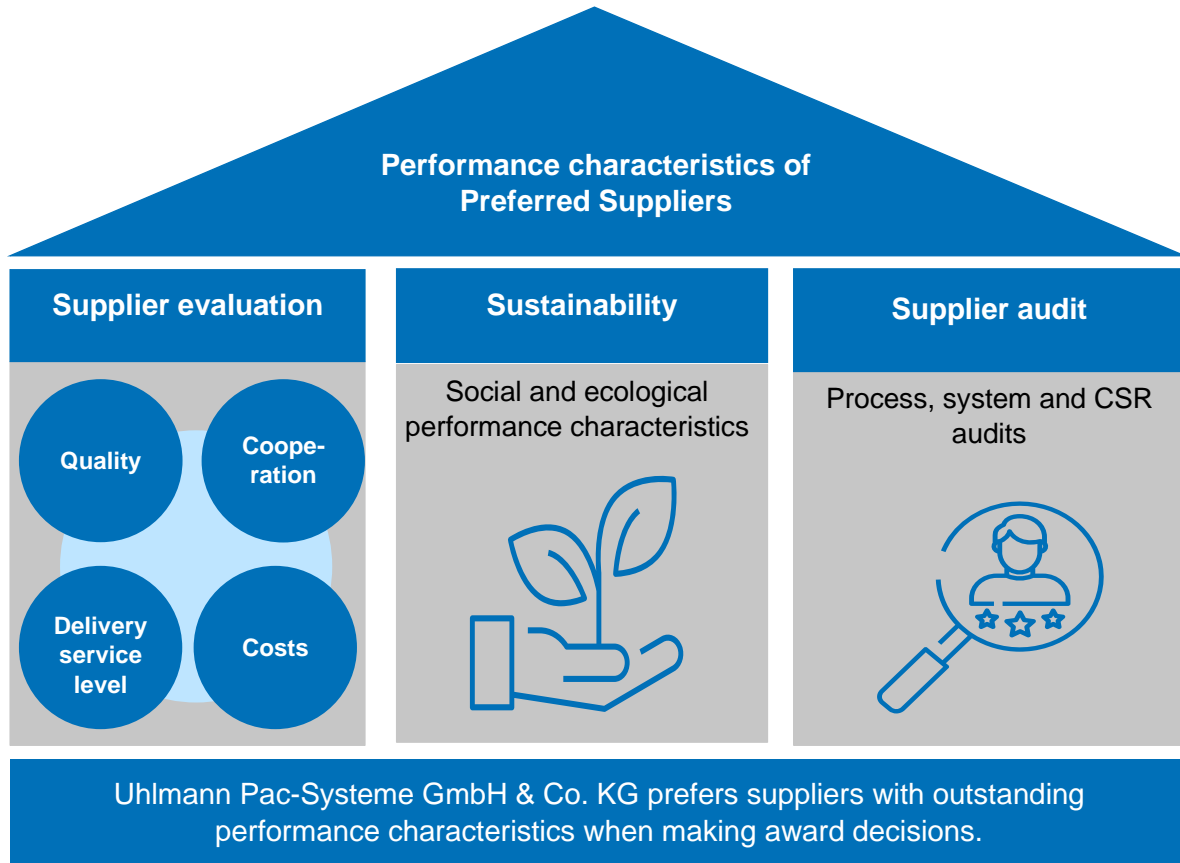 Performance characteristics of
Preferred Suppliers
Supplier evaluation
Quality
Coope-
ration
Delivery
service
level
Costs
Sustainability
Social and ecological
performance characteristics
Supplier audit
Process, system and CSR
audits
Uhlmann Pac-Systeme GmbH & Co. KG prefers suppliers with outstanding
performance characteristics when making award decisions.